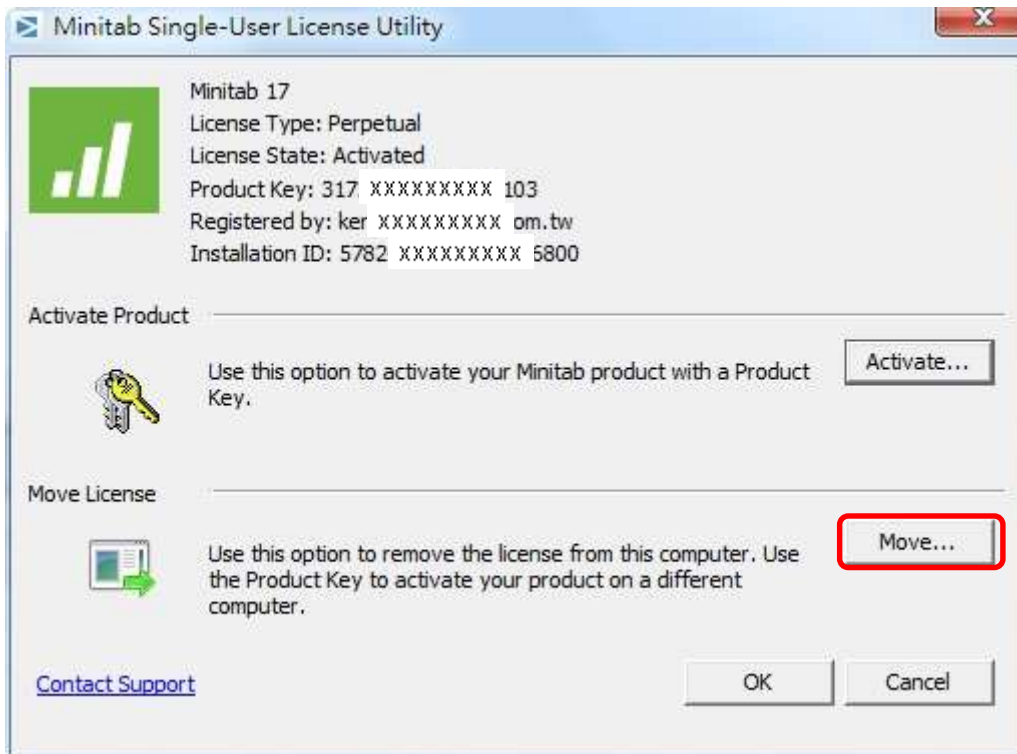 Minitab Single-User License Utility
Minitab 17
License Type: Perpetual
License State: Activated
Product Key: 317 XXXXXXXXX 103
Registered by: ker XXXXXXXXX om.tw
Installation ID: 5782 XXXXXXXXX 6800
Activate Product
Use this option to activate your Minitab product with a Product
Key.
Activate...
Move License
Use this option to remove the license from this computer. Use
the Product Key to activate your product on a different
computer.
Move...
Contact Support
OK
Cancel